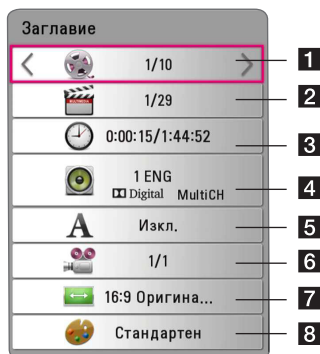 Заглавие
1/10 1
1/29 2
0:00:15/1:44:52 3
1 ENG
Digital MultiCH 4
A Изкл. 5
1/1 6
16:9 Оригина... 7
Стандартен 8